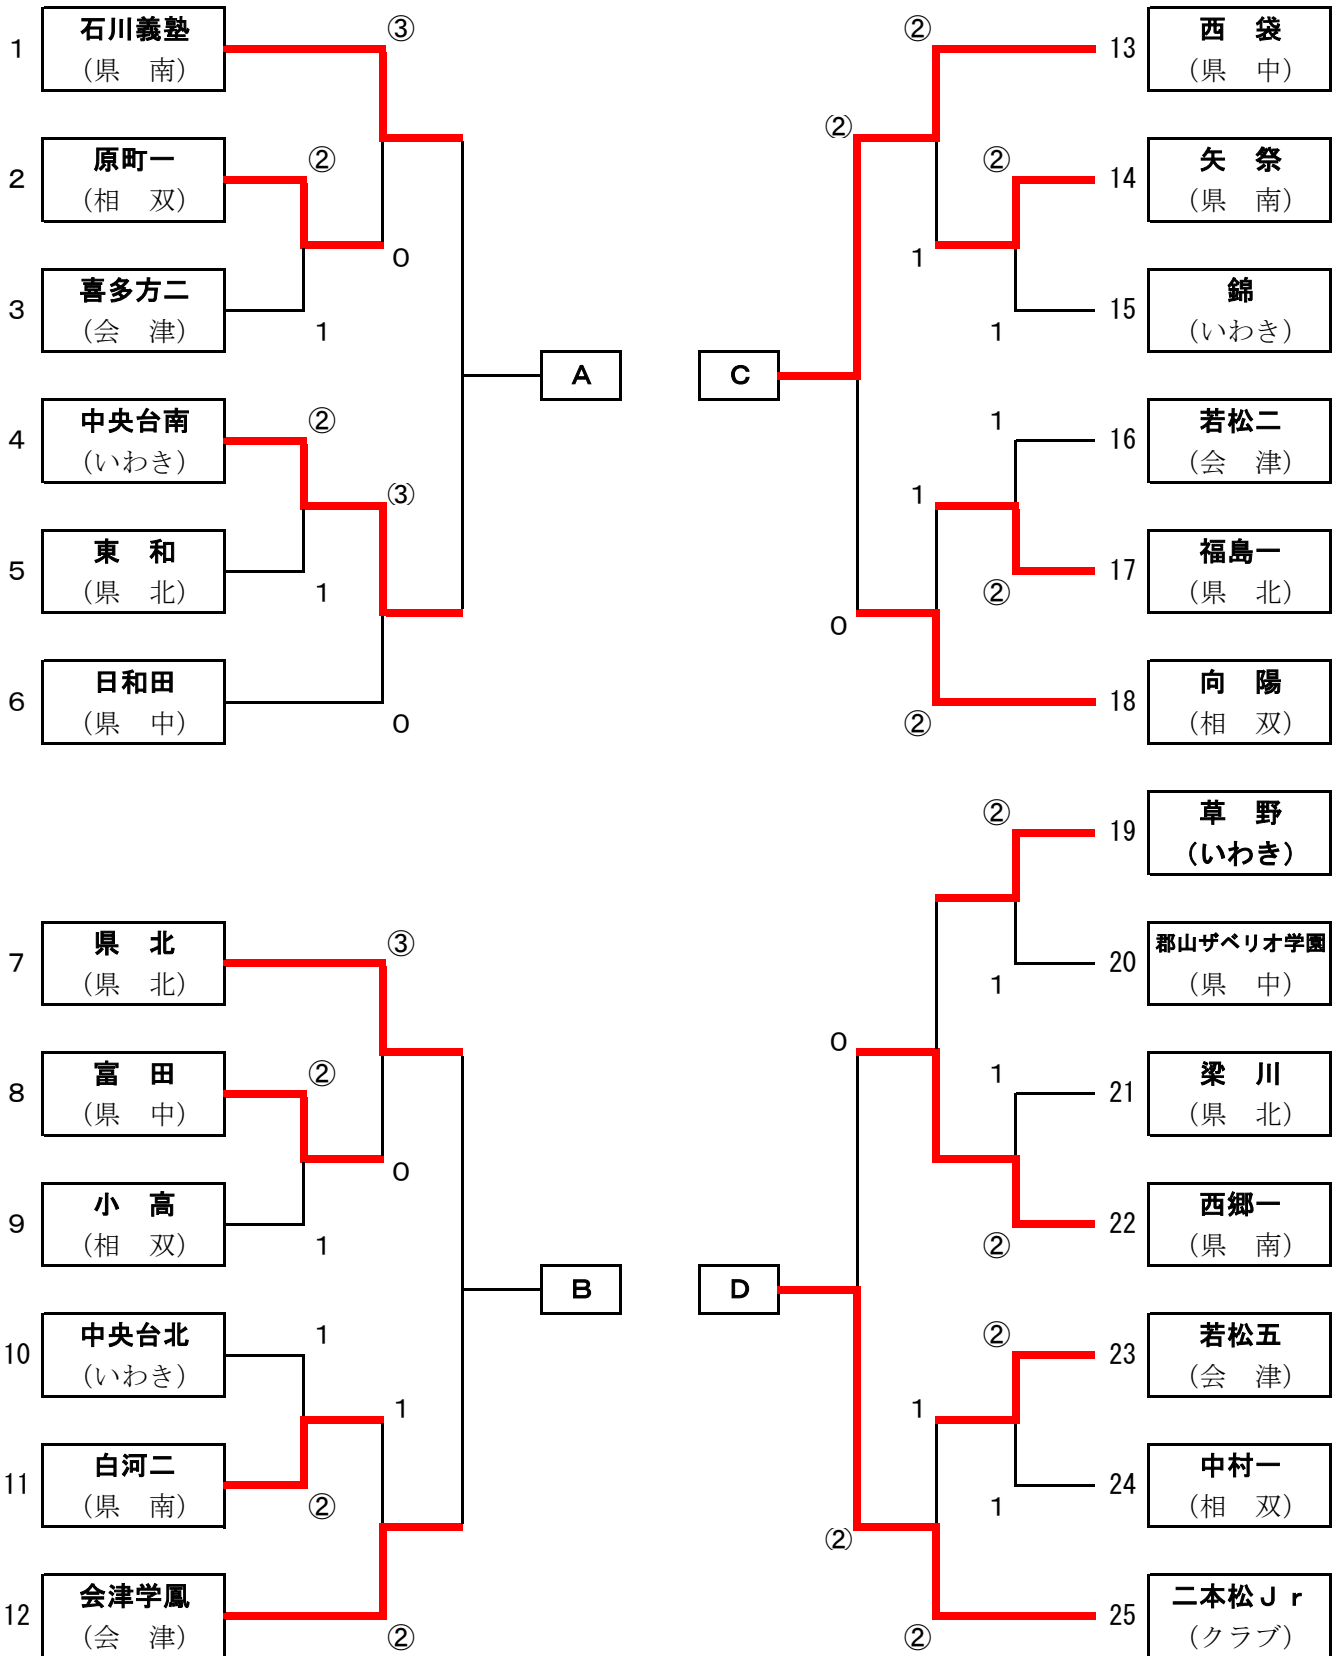 1
石川義塾
(県　南)
③
2
原町一
(相　双)
②
0
3
喜多方二
(会　津)
1
A
4
中央台南
(いわき)
②
③
5
東　和
(県　北)
1
6
日和田
(県　中)
0
7
県　北
(県　北)
③
8
富　田
(県　中)
②
0
9
小　高
(相　双)
1
B
10
中央台北
(いわき)
1
1
11
白河二
(県　南)
②
12
会津学鳳
(会　津)
②
②
13
西　袋
(県　中)
②
②
14
矢　祭
(県　南)
1
1
15
錦
(いわき)
C
1
16
若松二
(会　津)
1
②
17
福島一
(県　北)
0
②
18
向　陽
(相　双)
②
19
草　野
(いわき)
1
20
郡山ザベリオ学園
(県　中)
0
1
21
梁　川
(県　北)
②
22
西郷一
(県　南)
D
②
23
若松五
(会　津)
1
1
24
中村一
(相　双)
②
②
25
二本松Ｊｒ
(クラブ)